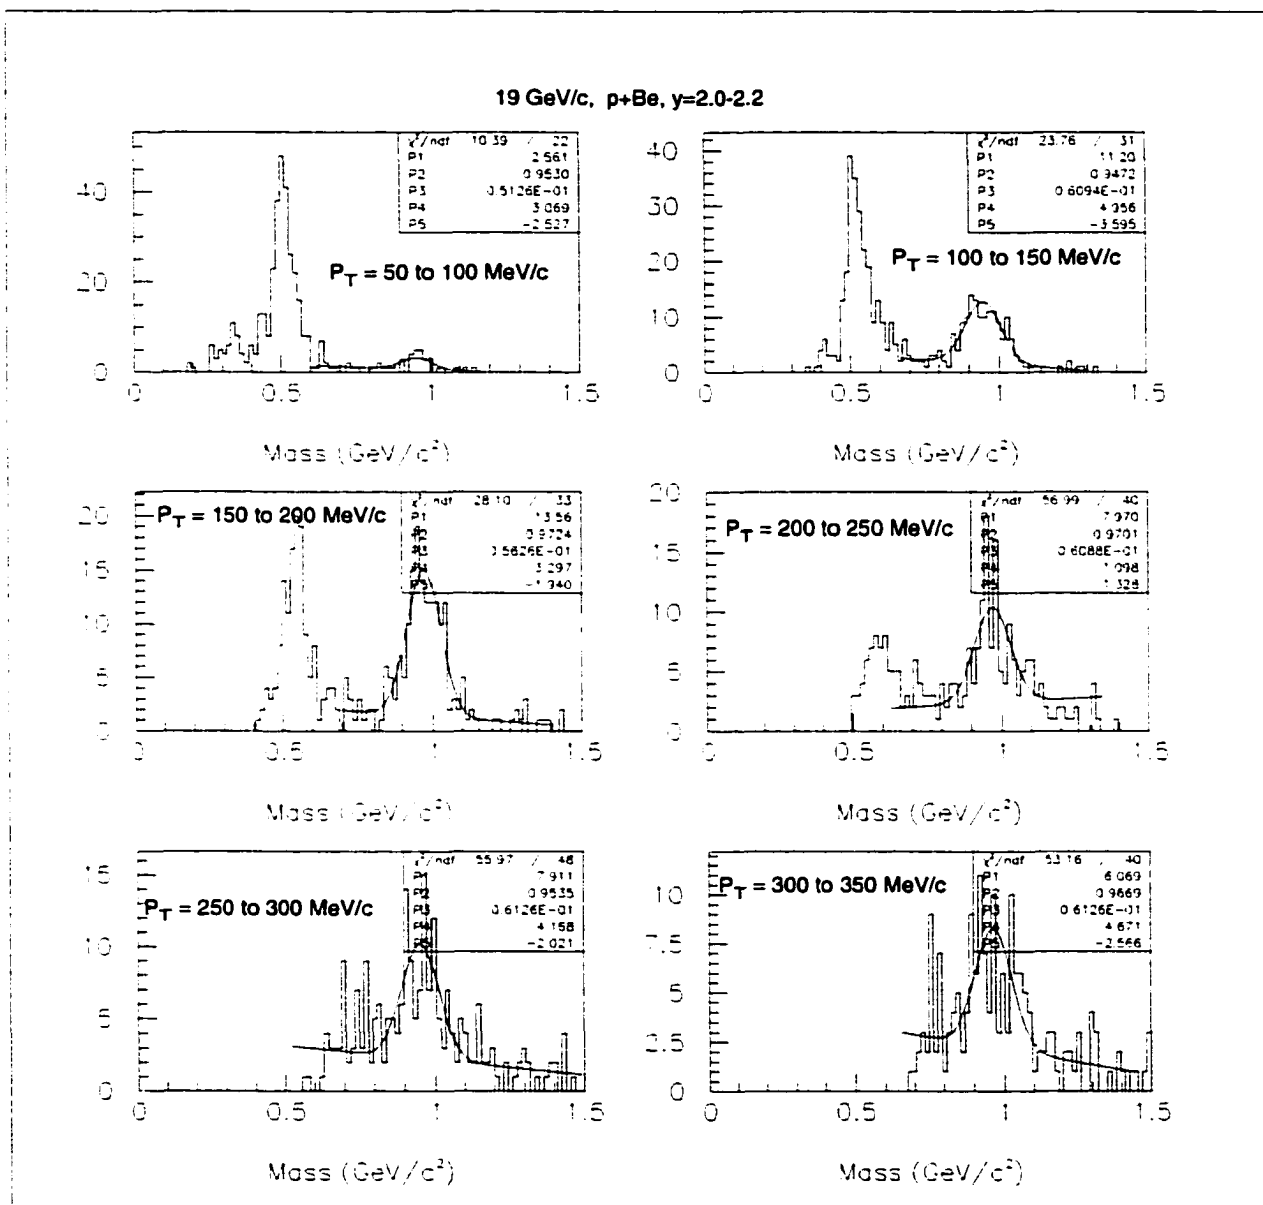 19 GeV/c, p+Be, y=2.0-2.2
χ²/ndf 10.39 / 22
P1 2.561
P2 0.9530
P3 0.5126E-01
P4 3.069
P5 -2.527
P_T = 50 to 100 MeV/c
40
20
0
0 0.5 1 1.5
Mass (GeV/c²)
χ²/ndf 23.76 / 31
P1 11.20
P2 0.9472
P3 0.6094E-01
P4 4.956
P5 -3.595
P_T = 100 to 150 MeV/c
40
30
20
10
0
0 0.5 1 1.5
Mass (GeV/c²)
χ²/ndf 28.10 / 33
P1 13.56
P2 0.9724
P3 0.5626E-01
P4 3.297
P5 -1.940
P_T = 150 to 200 MeV/c
20
15
10
5
0
0 0.5 1 1.5
Mass (GeV/c²)
χ²/ndf 56.99 / 40
P1 7.970
P2 0.9701
P3 0.6088E-01
P4 1.098
1.328
P_T = 200 to 250 MeV/c
20
15
10
5
0
0 0.5 1 1.5
Mass (GeV/c²)
χ²/ndf 55.97 / 48
P1 7.911
P2 0.9535
P3 0.6126E-01
P4 4.158
P5 -2.021
P_T = 250 to 300 MeV/c
15
10
5
0
0 0.5 1 1.5
Mass (GeV/c²)
χ²/ndf 53.16 / 40
P1 6.069
P2 0.9669
P3 0.6126E-01
P4 4.671
P5 -2.566
P_T = 300 to 350 MeV/c
10
7.5
5
2.5
0
0 0.5 1 1.5
Mass (GeV/c²)